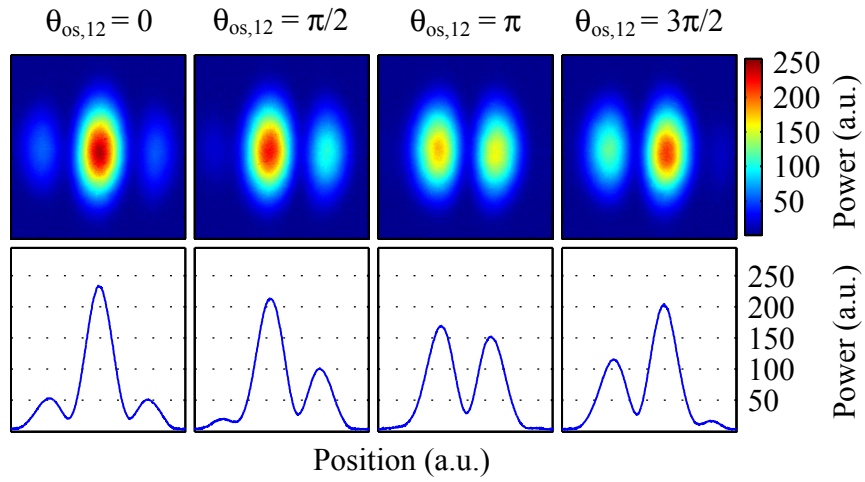 θos,12 = 0 θos,12 = π/2 θos,12 = π θos,12 = 3π/2
250
200
150
100
50
Power (a.u.)
250
200
150
100
50
Power (a.u.)
Position (a.u.)